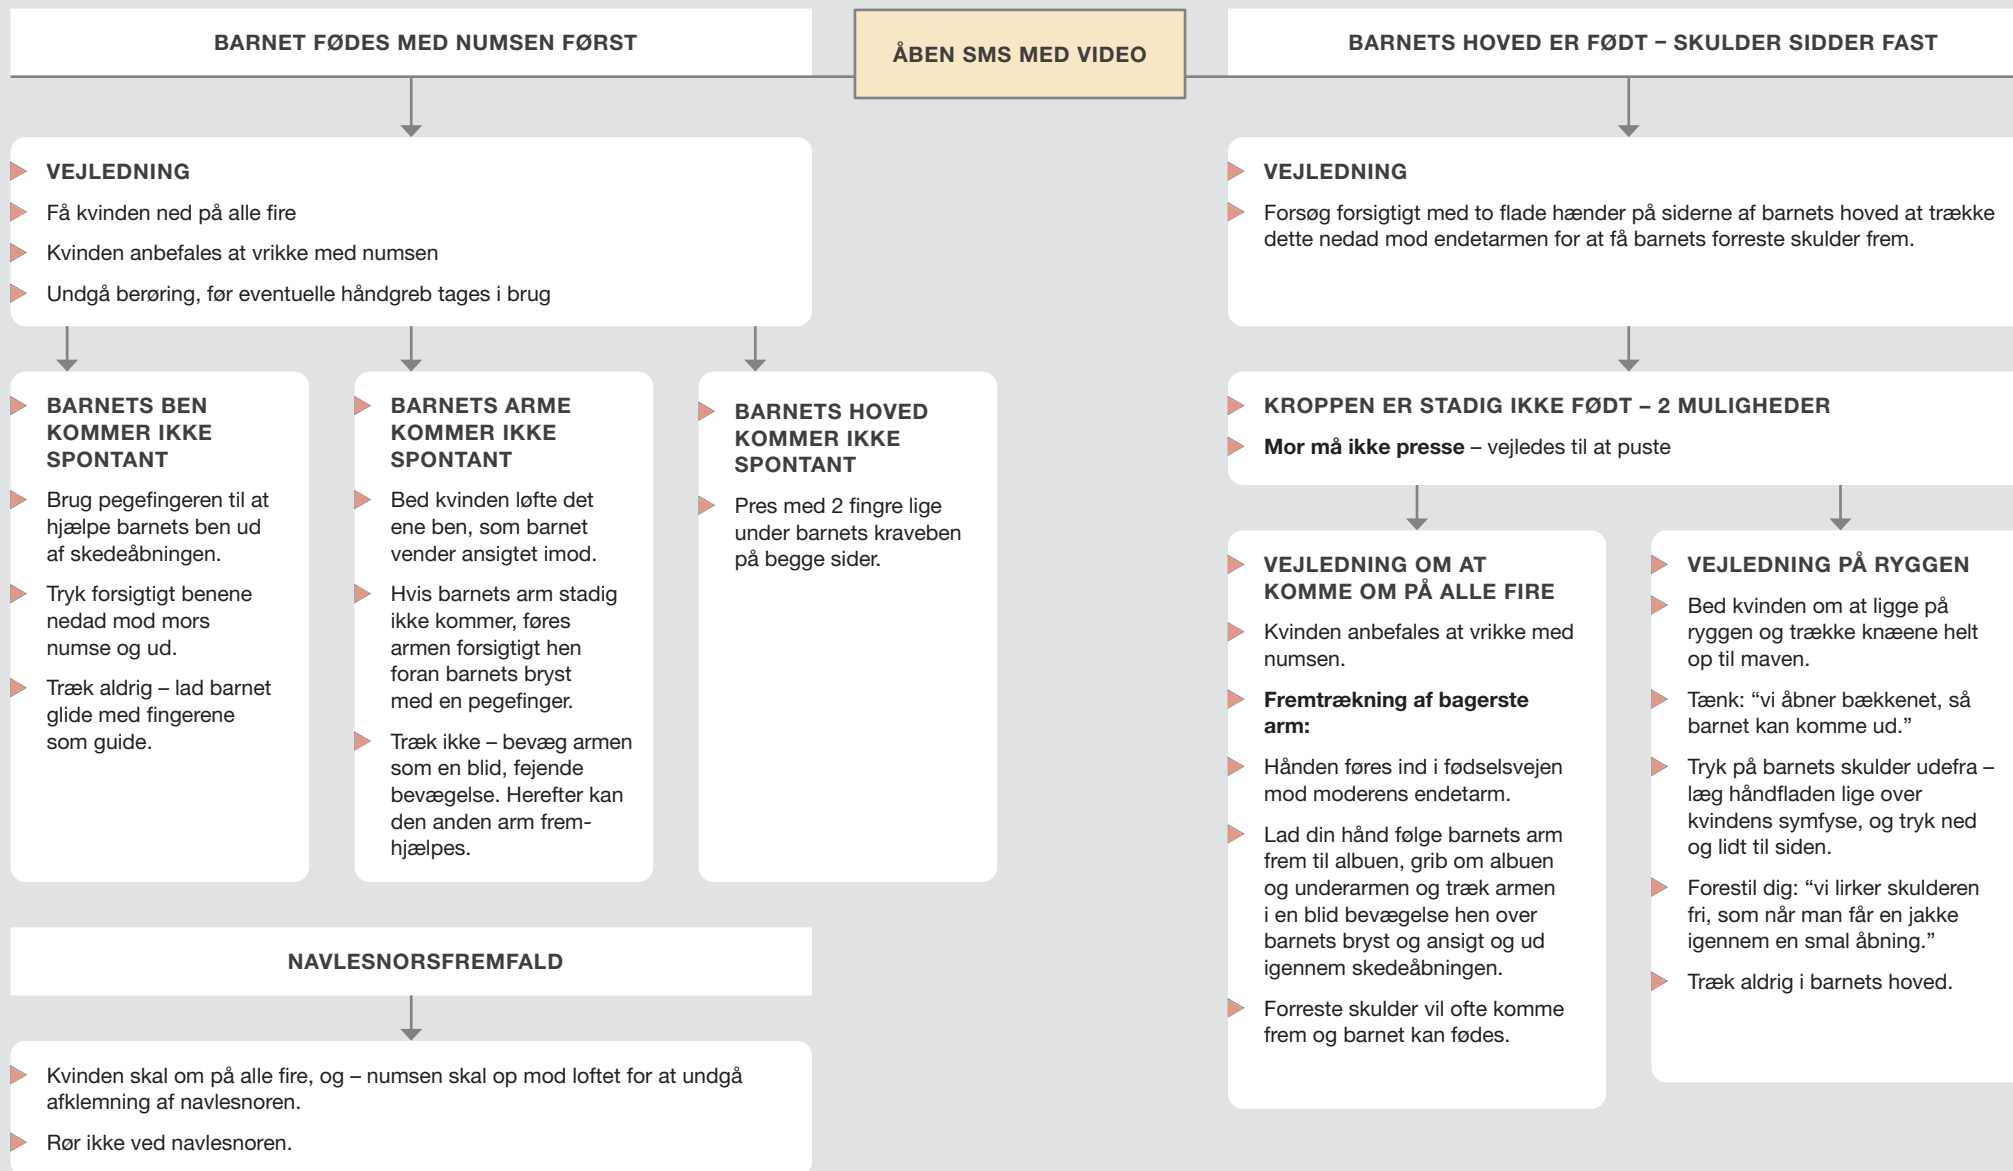 BARNET FØDES MED NUMSEN FØRST
ÅBEN SMS MED VIDEO
BARNETS HOVED ER FØDT – SKULDER SIDDER FAST
VEJLEDNING
Få kvinden ned på alle fire
Kvinden anbefales at vrikke med numsen
Undgå berøring, før eventuelle håndgreb tages i brug
BARNETS BEN
KOMMER IKKE
SPONTANT
Brug pegefingeren til at
hjælpe barnets ben ud
af skedeåbningen.
Tryk forsigtigt benene
nedad mod mors
numse og ud.
Træk aldrig – lad barnet
glide med fingerene
som guide.
BARNETS ARME
KOMMER IKKE
SPONTANT
Bed kvinden løfte det
ene ben, som barnet
vender ansigtet imod.
Hvis barnets arm stadig
ikke kommer, føres
armen forsigtigt hen
foran barnets bryst
med en pegefinger.
Træk ikke – bevæg armen
som en blid, fejende
bevægelse. Herefter kan
den anden arm frem-
hjælpes.
BARNETS HOVED
KOMMER IKKE
SPONTANT
Pres med 2 fingre lige
under barnets kraveben
på begge sider.
NAVLESNORSFREMFALD
Kvinden skal om på alle fire, og – numsen skal op mod loftet for at undgå
afklemning af navlesnoren.
Rør ikke ved navlesnoren.
VEJLEDNING
Forsøg forsigtigt med to flade hænder på siderne af barnets hoved at trække
dette nedad mod endetarmen for at få barnets forreste skulder frem.
KROPPEN ER STADIG IKKE FØDT – 2 MULIGHEDER
Mor må ikke presse – vejledes til at puste
VEJLEDNING OM AT
KOMME OM PÅ ALLE FIRE
Kvinden anbefales at vrikke med
numsen.
Fremtrækning af bagerste
arm:
Hånden føres ind i fødselsvejen
mod moderens endetarm.
Lad din hånd følge barnets arm
frem til albuen, grib om albuen
og underarmen og træk armen
i en blid bevægelse hen over
barnets bryst og ansigt og ud
igennem skedeåbningen.
Forreste skulder vil ofte komme
frem og barnet kan fødes.
VEJLEDNING PÅ RYGGEN
Bed kvinden om at ligge på
ryggen og trække knæene helt
op til maven.
Tænk: “vi åbner bækkenet, så
barnet kan komme ud.”
Tryk på barnets skulder udefra –
læg håndfladen lige over
kvindens symfyse, og tryk ned
og lidt til siden.
Forestil dig: “vi lirker skulderen
fri, som når man får en jakke
igennem en smal åbning.”
Træk aldrig i barnets hoved.